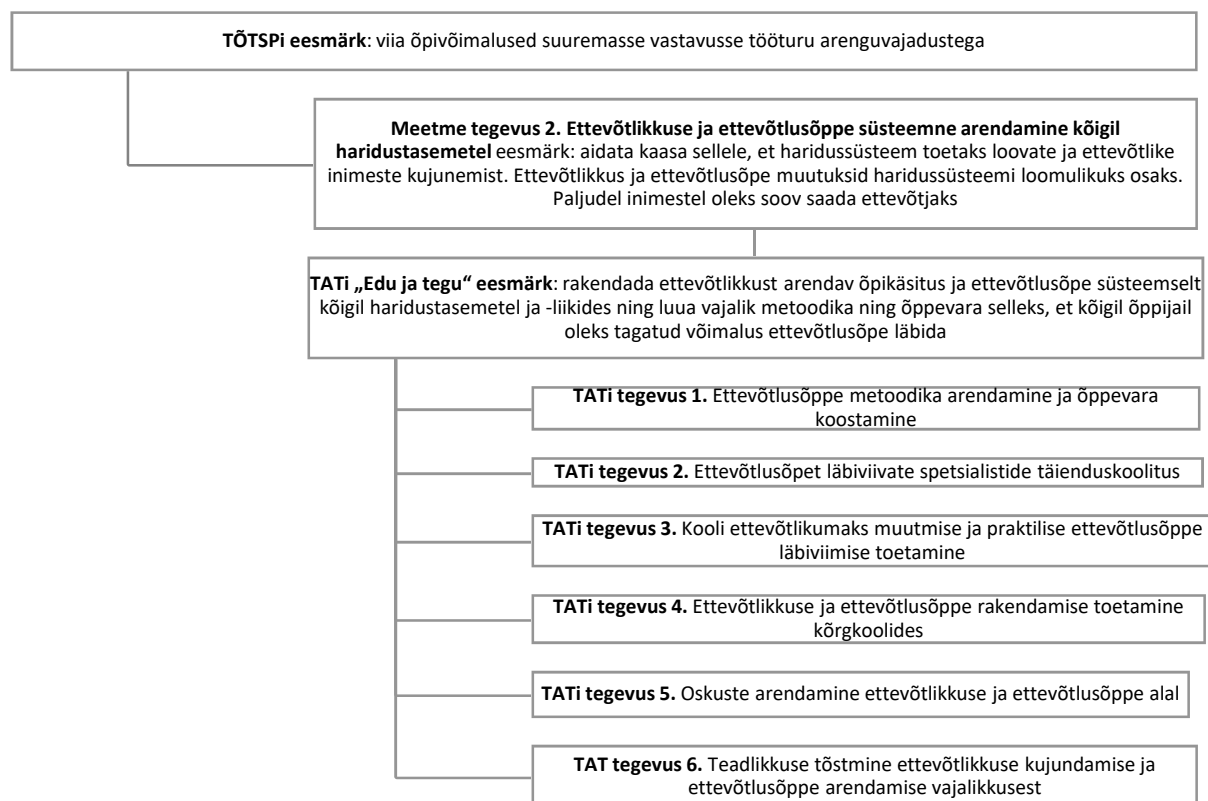 TÕTSPi eesmärk: viia õpivõimalused suuremasse vastavusse tööturu arenguvajadustega
Meetme tegevus 2. Ettevõtlikkuse ja ettevõtlusõppe süsteemne arendamine kõigil
haridustasemetel eesmärk: aidata kaasa sellele, et haridussüsteem toetaks loovate ja ettevõtlike
inimeste kujunemist. Ettevõtlikkus ja ettevõtlusõpe muutuksid haridussüsteemi loomulikuks osaks.
Paljudel inimestel oleks soov saada ettevõtjaks
TATi „Edu ja tegu“ eesmärk: rakendada ettevõtlikkust arendav õpikäsitus ja ettevõtlusõpe süsteemselt
kõigil haridustasemetel ja -liikides ning luua vajalik metoodika ning õppevara selleks, et kõigil õppijail
oleks tagatud võimalus ettevõtlusõpe läbida
TATi tegevus 1. Ettevõtlusõppe metoodika arendamine ja õppevara
koostamine
TATi tegevus 2. Ettevõtlusõpet läbiviivate spetsialistide täienduskoolitus
TATi tegevus 3. Kooli ettevõtlikumaks muutmise ja praktilise ettevõtlusõppe
läbiviimise toetamine
TATi tegevus 4. Ettevõtlikkuse ja ettevõtlusõppe rakendamise toetamine
kõrgkoolides
TATi tegevus 5. Oskuste arendamine ettevõtlikkuse ja ettevõtlusõppe alal
TAT tegevus 6. Teadlikkuse tõstmine ettevõtlikkuse kujundamise ja
ettevõtlusõppe arendamise vajalikkusest